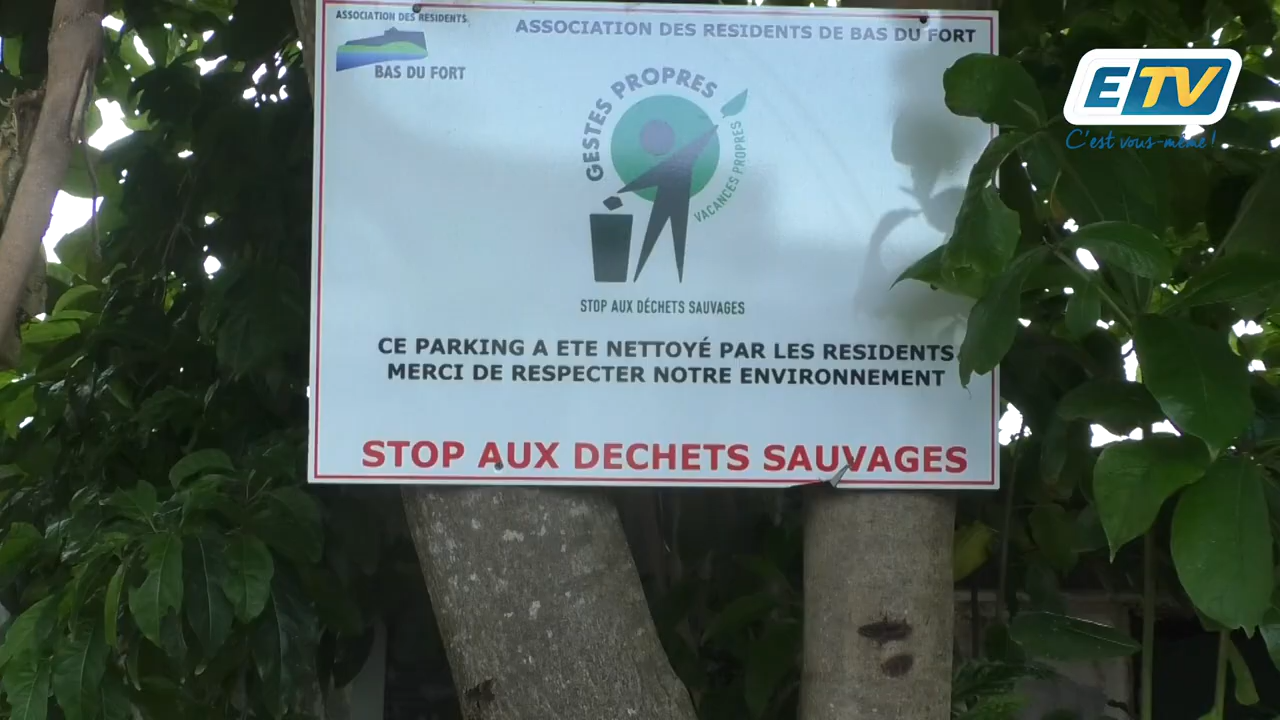 ASSOCIATION DES RESIDENTS
BAS DU FORT
ASSOCIATION DES RESIDENTS DE BAS DU FORT
GESTES PROPRES
VACANCES PROPRES
STOP AUX DÉCHETS SAUVAGES
CE PARKING A ETE NETTOYÉ PAR LES RESIDENTS
MERCI DE RESPECTER NOTRE ENVIRONNEMENT
STOP AUX DECHETS SAUVAGES
ETV
C'est vous-même !